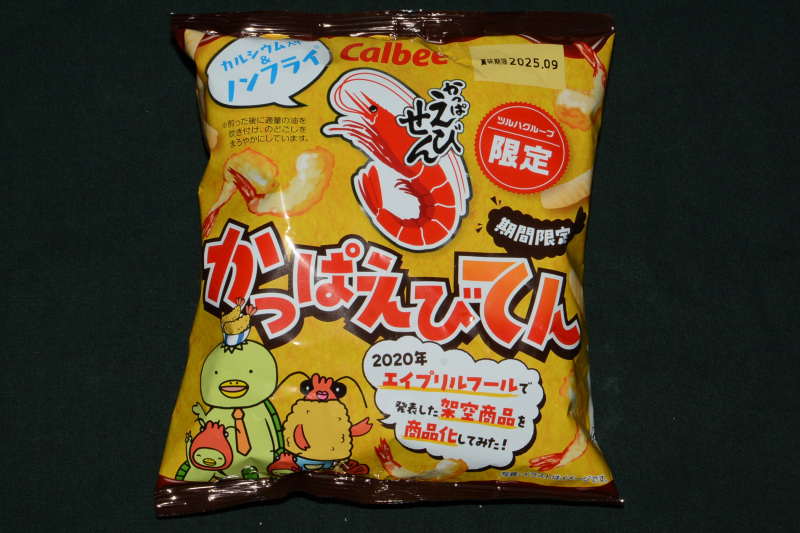 カルシウム入り
&
ノンフライ
※煎った後に適量の油を
吹き付け、のどごしを
まろやかにしています。
Calbee
賞味期限 2025.09
かっぱ
えび
せん
ツルハグループ
限定
期間限定
かっぱえびてん
2020年
エイプリルフールで
発表した架空商品を
商品化してみた!